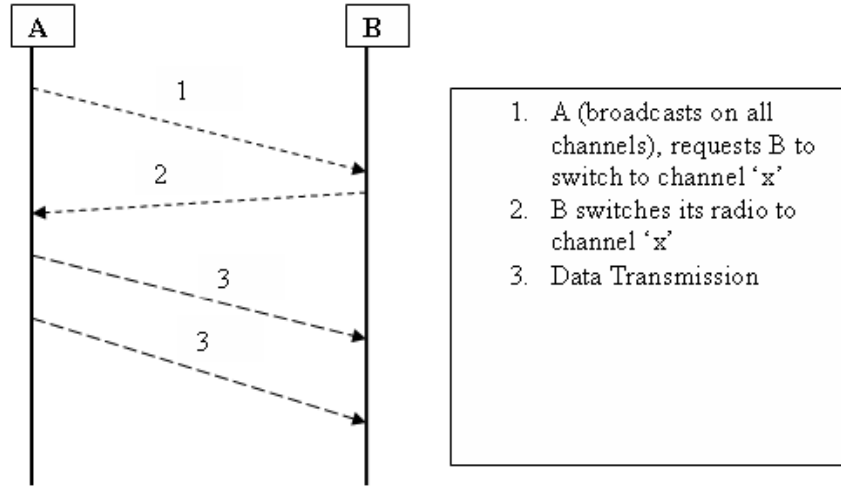 A
B
1
2
3
3
1. A (broadcasts on all
channels), requests B to
switch to channel ‘x’
2. B switches its radio to
channel ‘x’
3. Data Transmission